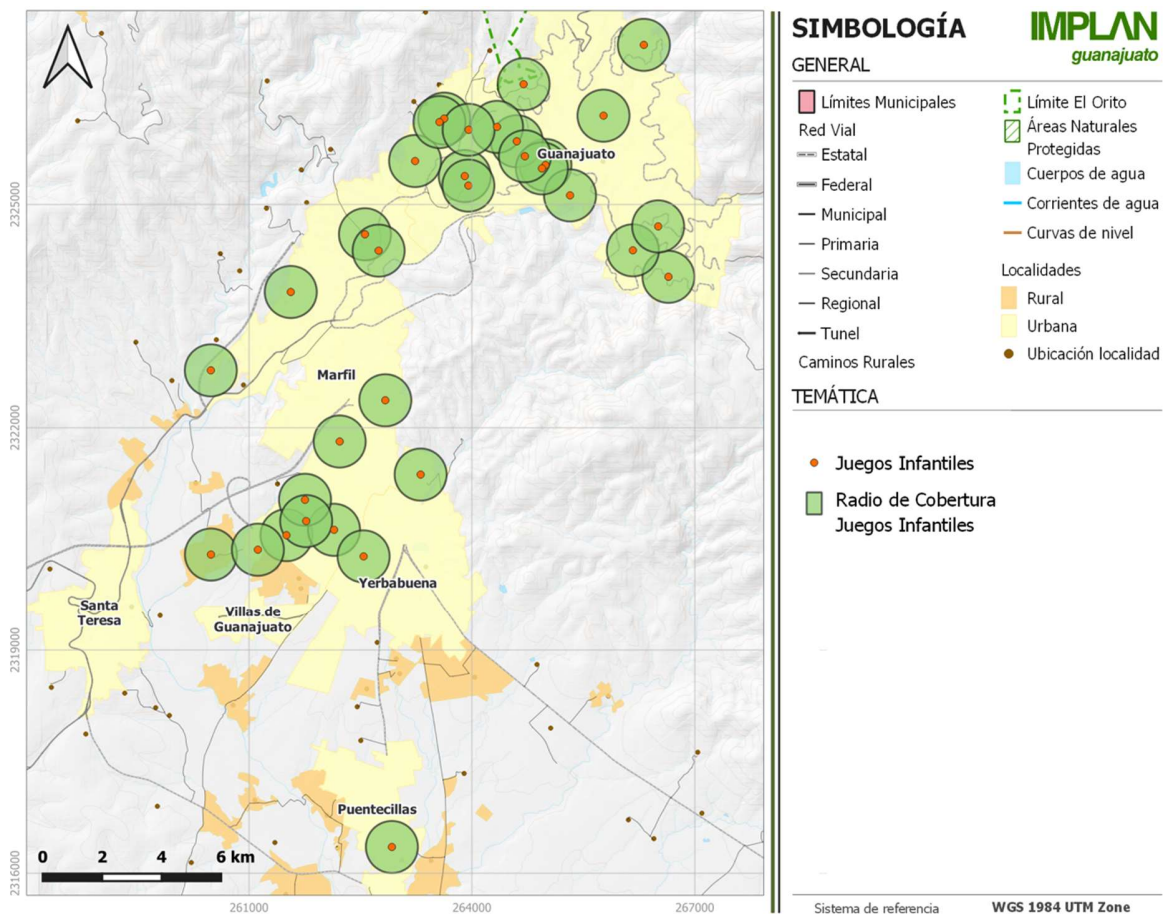 SIMBOLOGÍA
IMPLAN
guanajuato
GENERAL
Límites Municipales
Red Vial
Estatal
Federal
Municipal
Primaria
Secundaria
Regional
Tunel
Caminos Rurales
Límite El Orito
Áreas Naturales
Protegidas
Cuerpos de agua
Corrientes de agua
Curvas de nivel
Localidades
Rural
Urbana
Ubicación localidad
TEMÁTICA
Juegos Infantiles
Radio de Cobertura
Juegos Infantiles
Sistema de referencia
WGS 1984 UTM Zone
Guanajuato
Marfil
Yerbabuena
Santa
Teresa
Villas de
Guanajuato
Puentecillas
0 2 4 6 km
2325000
2322000
2319000
2316000
261000
264000
267000